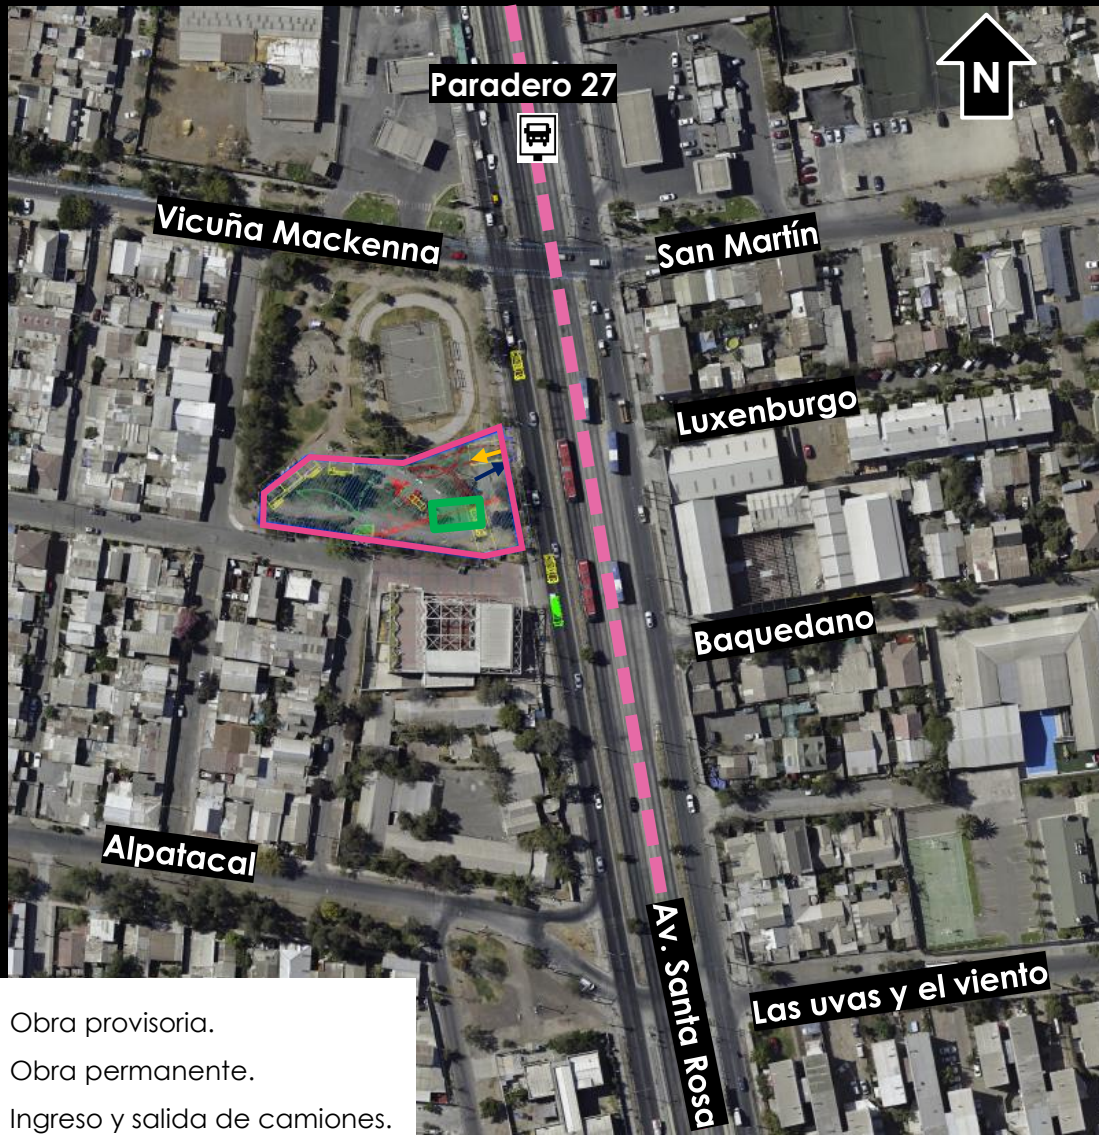 Paradero 27
N
Vicuña Mackenna
San Martín
Luxenburgo
Baquedano
Alpatacal
Av. Santa Rosa
Las uvas y el viento
Obra provisoria.
Obra permanente.
Ingreso y salida de camiones.